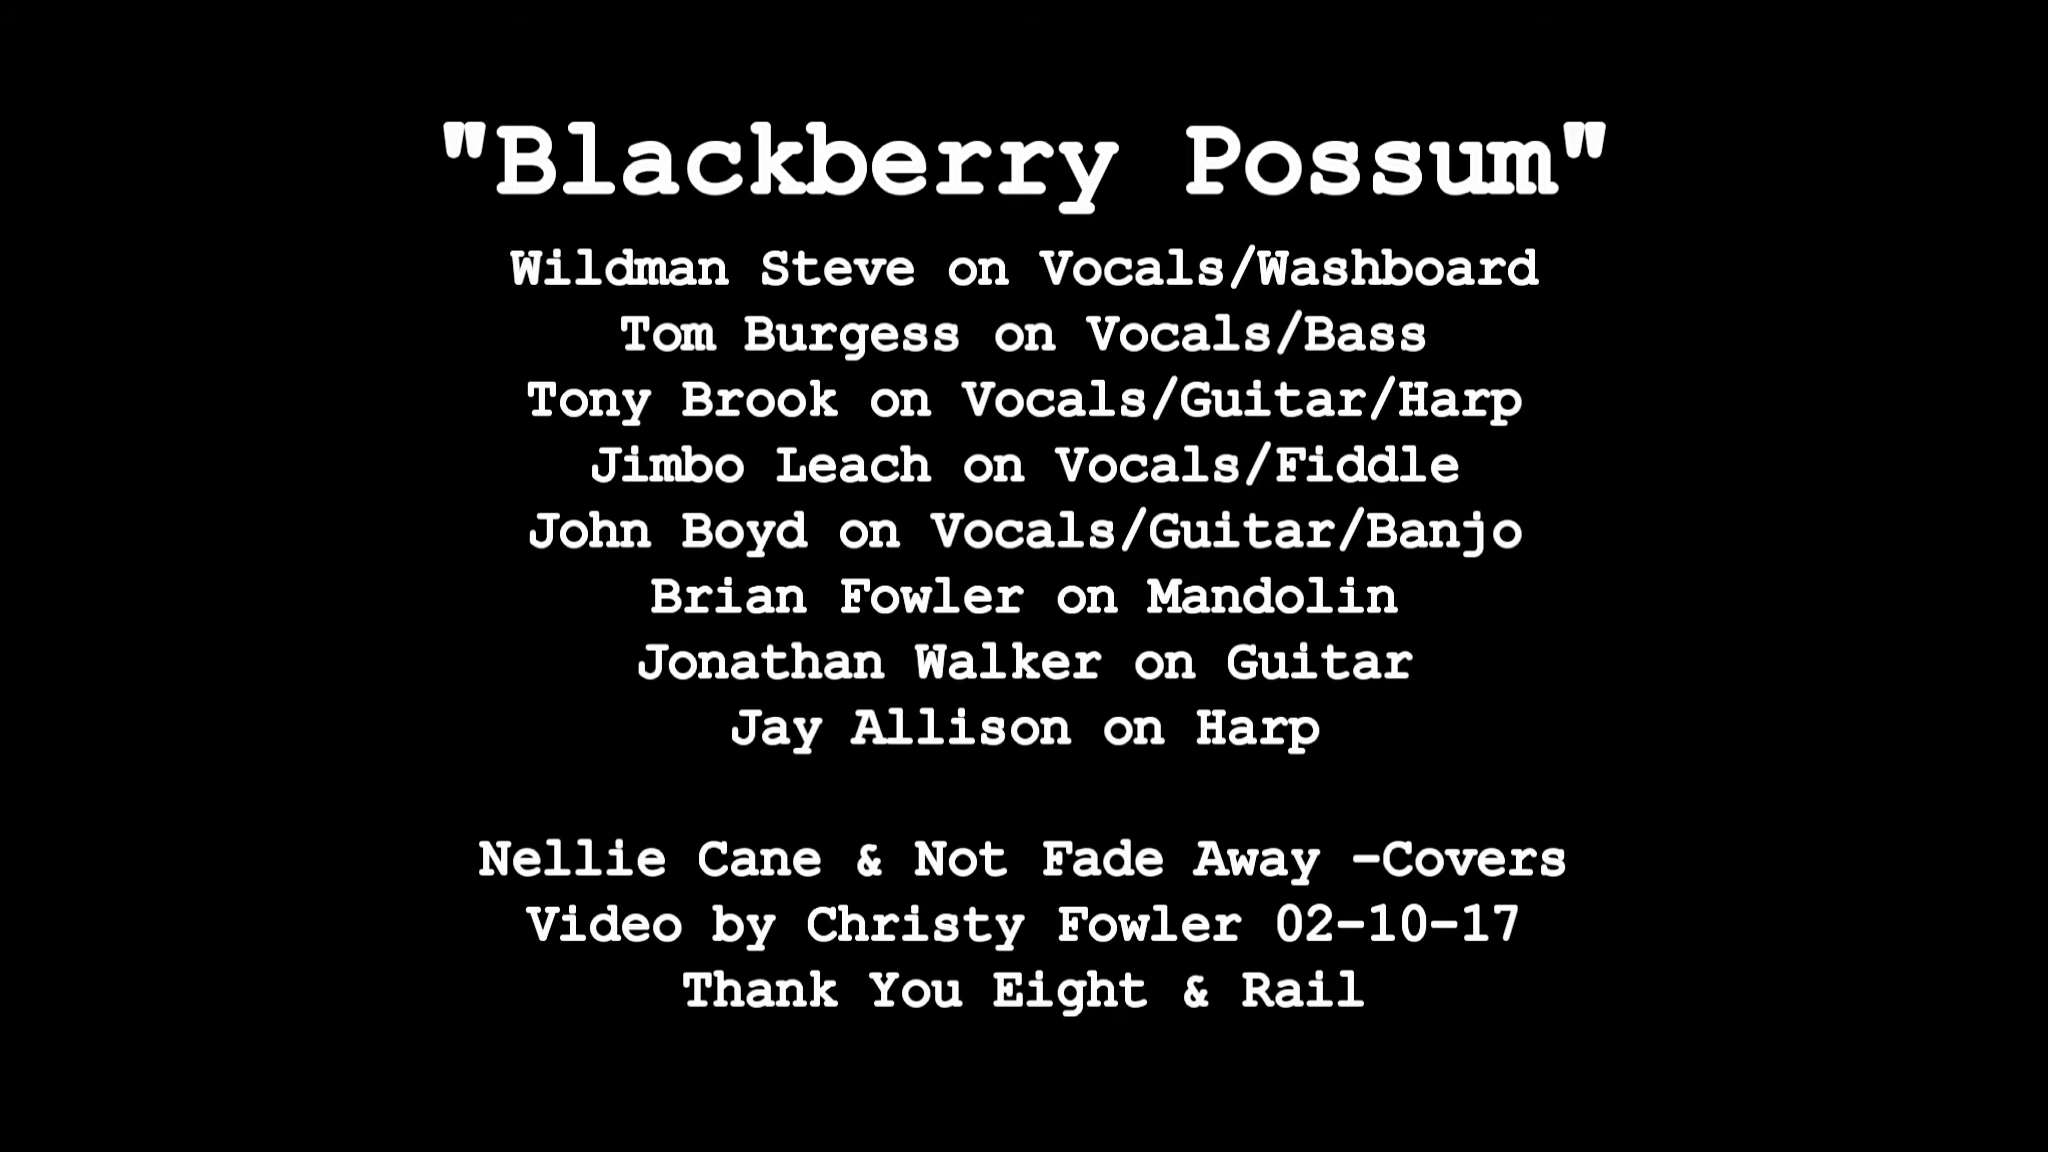 "Blackberry Possum"
Wildman Steve on Vocals/Washboard
Tom Burgess on Vocals/Bass
Tony Brook on Vocals/Guitar/Harp
Jimbo Leach on Vocals/Fiddle
John Boyd on Vocals/Guitar/Banjo
Brian Fowler on Mandolin
Jonathan Walker on Guitar
Jay Allison on Harp
Nellie Cane & Not Fade Away -Covers
Video by Christy Fowler 02-10-17
Thank You Eight & Rail